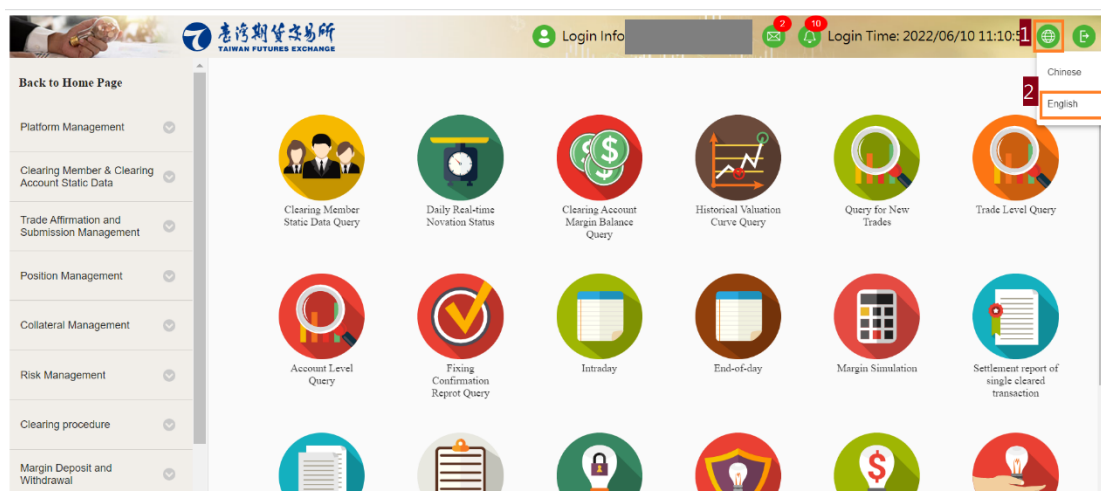 臺灣期貨交易所
TAIWAN FUTURES EXCHANGE
Login Info
2
10
Login Time: 2022/06/10 11:10:5
1
Chinese
2
English
Back to Home Page
Platform Management
Clearing Member & Clearing
Account Static Data
Trade Affirmation and
Submission Management
Position Management
Collateral Management
Risk Management
Clearing procedure
Margin Deposit and
Withdrawal
Clearing Member
Static Data Query
Daily Real-time
Novation Status
Clearing Account
Margin Balance
Query
Historical Valuation
Curve Query
Query for New
Trades
Trade Level Query
Account Level
Query
Fixing
Confirmation
Reprot Query
Intraday
End-of-day
Margin Simulation
Settlement report of
single cleared
transaction